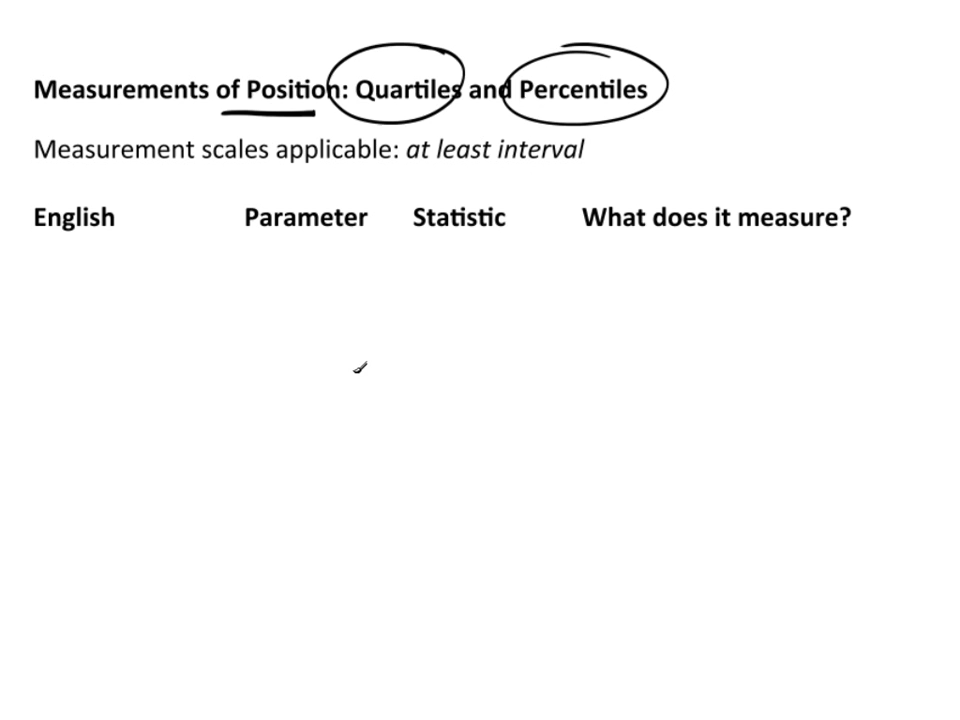 Measurements of Position: Quartiles and Percentiles
Measurement scales applicable: at least interval
English Parameter Statistic What does it measure?